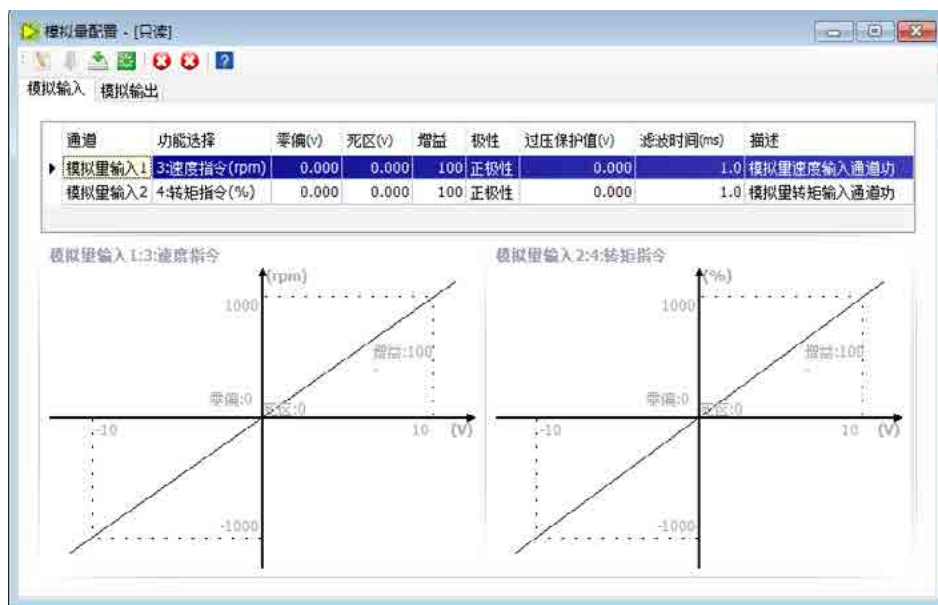 模拟量配置 - [只读]
模拟输入 模拟输出
通道 功能选择 零偏(v) 死区(v) 增益 极性 过压保护值(v) 滤波时间(ms) 描述
模拟量输入1 3:速度指令(rpm) 0.000 0.000 100 正极性 0.000 1.0 模拟量速度输入通道功
模拟量输入2 4:转矩指令(%) 0.000 0.000 100 正极性 0.000 1.0 模拟量转矩输入通道功
模拟量输入1:3:速度指令 模拟量输入2:4:转矩指令
(rpm) (%)
1000 1000
增益:100 增益:100
零偏:0 零偏:0
死区:0 死区:0
-10 10 (V) -10 10 (V)
-1000 -1000